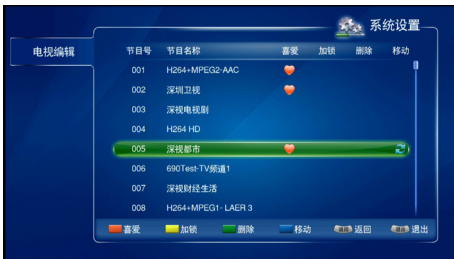 系统设置
电视编辑
节目号 节目名称 喜爱 加锁 删除 移动
001 H264+MPEG2-AAC
002 深圳卫视
003 深视电视剧
004 H264 HD
005 深视都市
006 690Test-TV频道1
007 深视财经生活
008 H264+MPEG1- LAER 3
喜爱 加锁 删除 移动 返回 退出